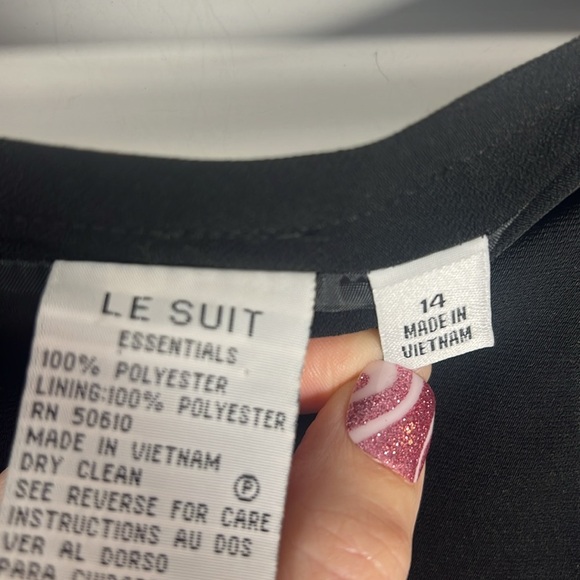 LE SUIT
ESSENTIALS
100% POLYESTER
LINING:100% POLYESTER
RN 50610
MADE IN VIETNAM
DRY CLEAN
P
SEE REVERSE FOR CARE
INSTRUCTIONS AU DOS
VER AL DORSO
14
MADE IN
VIETNAM